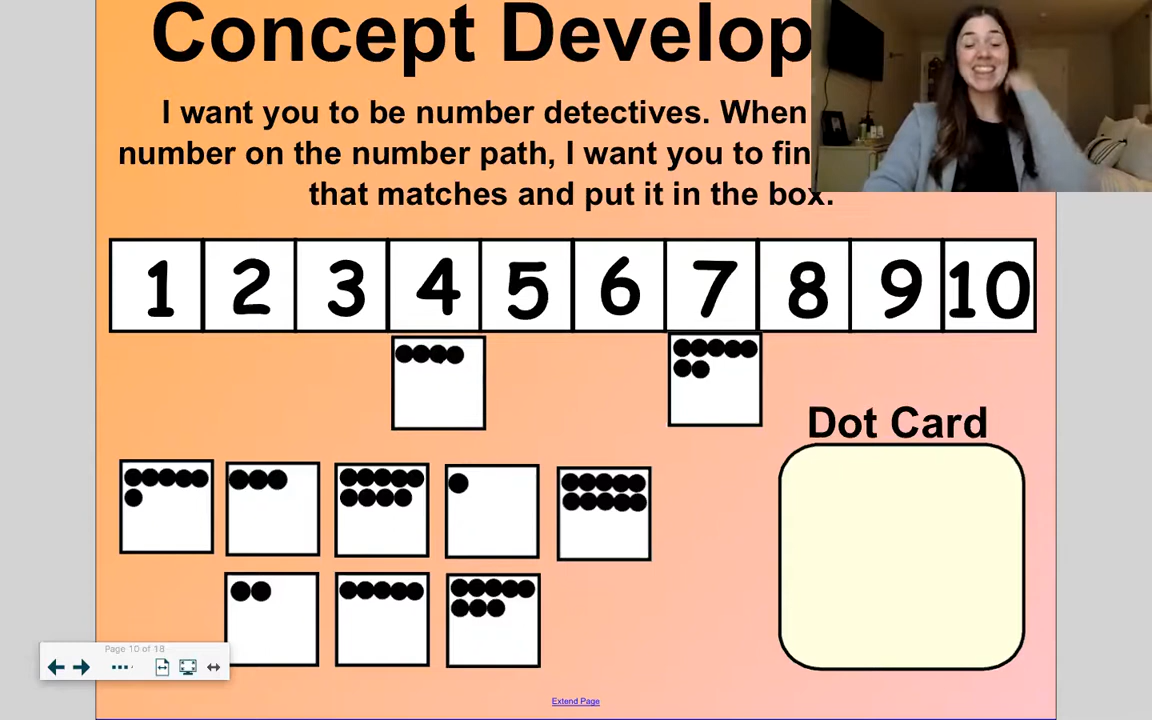 Concept Develop
I want you to be number detectives. When
number on the number path, I want you to fin
that matches and put it in the box.
1 2 3 4 5 6 7 8 9 10
Dot Card
Page 10 of 18
Extend Page